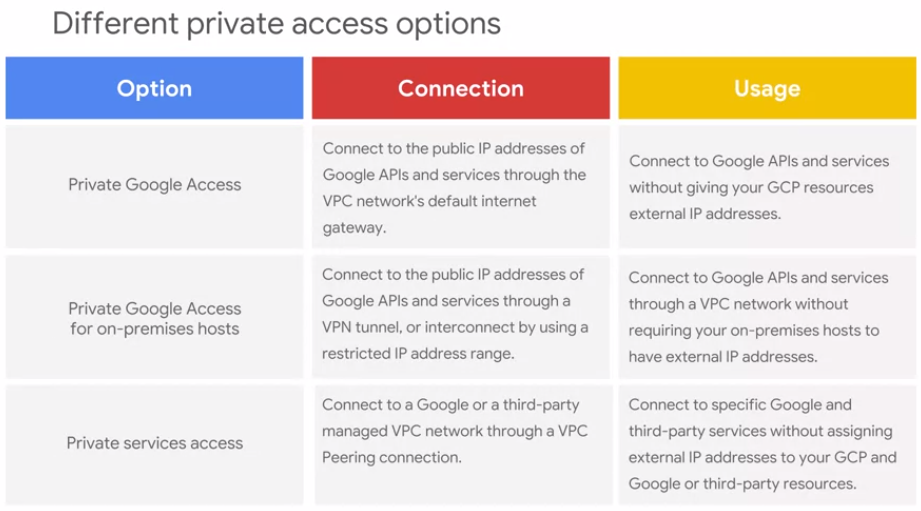 Different private access options
Option
Connection
Usage
Private Google Access
Connect to the public IP addresses of
Google APIs and services through the
VPC network's default internet
gateway.
Connect to Google APIs and services
without giving your GCP resources
external IP addresses.
Private Google Access
for on-premises hosts
Connect to the public IP addresses of
Google APIs and services through a
VPN tunnel, or interconnect by using a
restricted IP address range.
Connect to Google APIs and services
through a VPC network without
requiring your on-premises hosts to
have external IP addresses.
Private services access
Connect to a Google or a third-party
managed VPC network through a VPC
Peering connection.
Connect to specific Google and
third-party services without assigning
external IP addresses to your GCP and
Google or third-party resources.